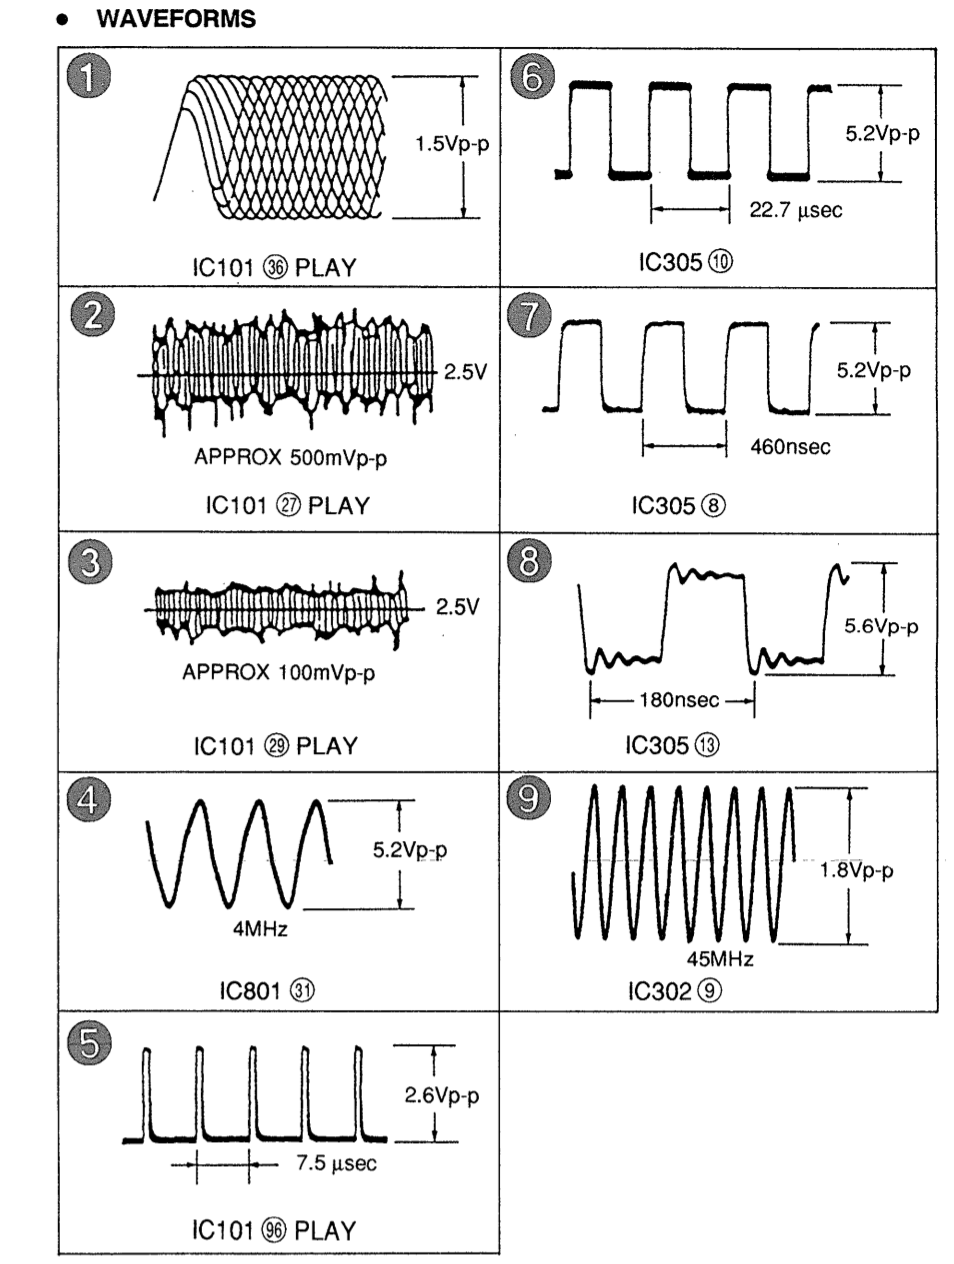 • WAVEFORMS
1
1.5Vp-p
IC101 ㊱ PLAY
2
2.5V
APPROX 500mVp-p
IC101 ㉗ PLAY
3
2.5V
APPROX 100mVp-p
IC101 ㉙ PLAY
4
5.2Vp-p
4MHz
IC801 ㉛
5
2.6Vp-p
7.5 μsec
IC101 (96) PLAY
6
5.2Vp-p
22.7 μsec
IC305 ⑩
7
5.2Vp-p
460nsec
IC305 ⑧
8
5.6Vp-p
180nsec
IC305 ⑬
9
1.8Vp-p
45MHz
IC302 ⑨